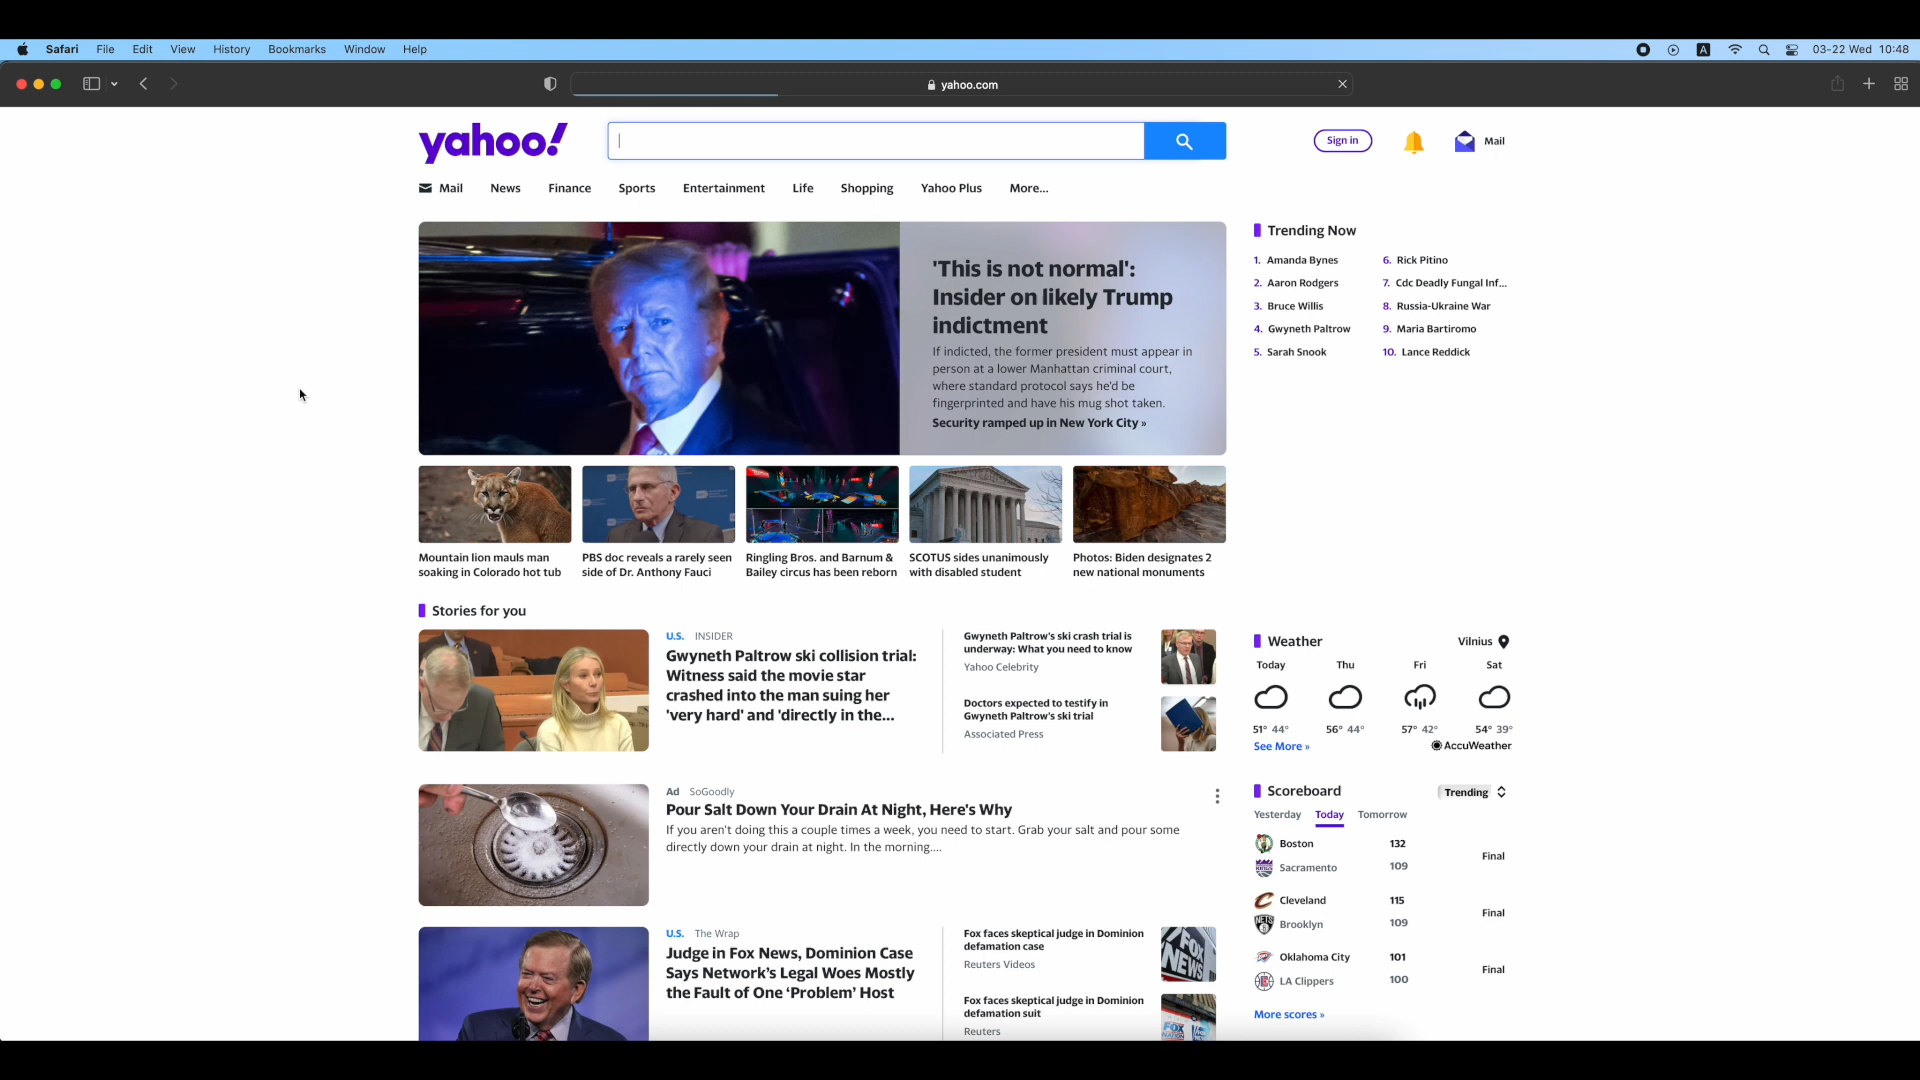 Safari File Edit View History Bookmarks Window Help
A 03-22 Wed 10:48
yahoo.com
yahoo!
Sign in
Mail
Mail News Finance Sports Entertainment Life Shopping Yahoo Plus More...
'This is not normal':
Insider on likely Trump
indictment
If indicted, the former president must appear in
person at a lower Manhattan criminal court,
where standard protocol says he'd be
fingerprinted and have his mug shot taken.
Security ramped up in New York City »
Trending Now
1. Amanda Bynes
2. Aaron Rodgers
3. Bruce Willis
4. Gwyneth Paltrow
5. Sarah Snook
6. Rick Pitino
7. Cdc Deadly Fungal Inf...
8. Russia-Ukraine War
9. Maria Bartiromo
10. Lance Reddick
Mountain lion mauls man
soaking in Colorado hot tub
PBS doc reveals a rarely seen
side of Dr. Anthony Fauci
Ringling Bros. and Barnum &
Bailey circus has been reborn
SCOTUS sides unanimously
with disabled student
Photos: Biden designates 2
new national monuments
Stories for you
U.S. INSIDER
Gwyneth Paltrow ski collision trial:
Witness said the movie star
crashed into the man suing her
'very hard' and 'directly in the...
Gwyneth Paltrow's ski crash trial is
underway: What you need to know
Yahoo Celebrity
Doctors expected to testify in
Gwyneth Paltrow's ski trial
Associated Press
Ad SoGoodly
Pour Salt Down Your Drain At Night, Here's Why
If you aren't doing this a couple times a week, you need to start. Grab your salt and pour some
directly down your drain at night. In the morning....
U.S. The Wrap
Judge in Fox News, Dominion Case
Says Network's Legal Woes Mostly
the Fault of One 'Problem' Host
Fox faces skeptical judge in Dominion
defamation case
Reuters Videos
FOX
NEWS
Fox faces skeptical judge in Dominion
defamation suit
Reuters
FOX
NATION
Weather
Vilnius
Today Thu Fri Sat
51° 44° 56° 44° 57° 42° 54° 39°
See More »
AccuWeather
Scoreboard
Trending
Yesterday Today Tomorrow
Boston 132
Sacramento 109
Final
Cleveland 115
NETS
Brooklyn 109
Final
Oklahoma City 101
LA Clippers 100
Final
More scores »